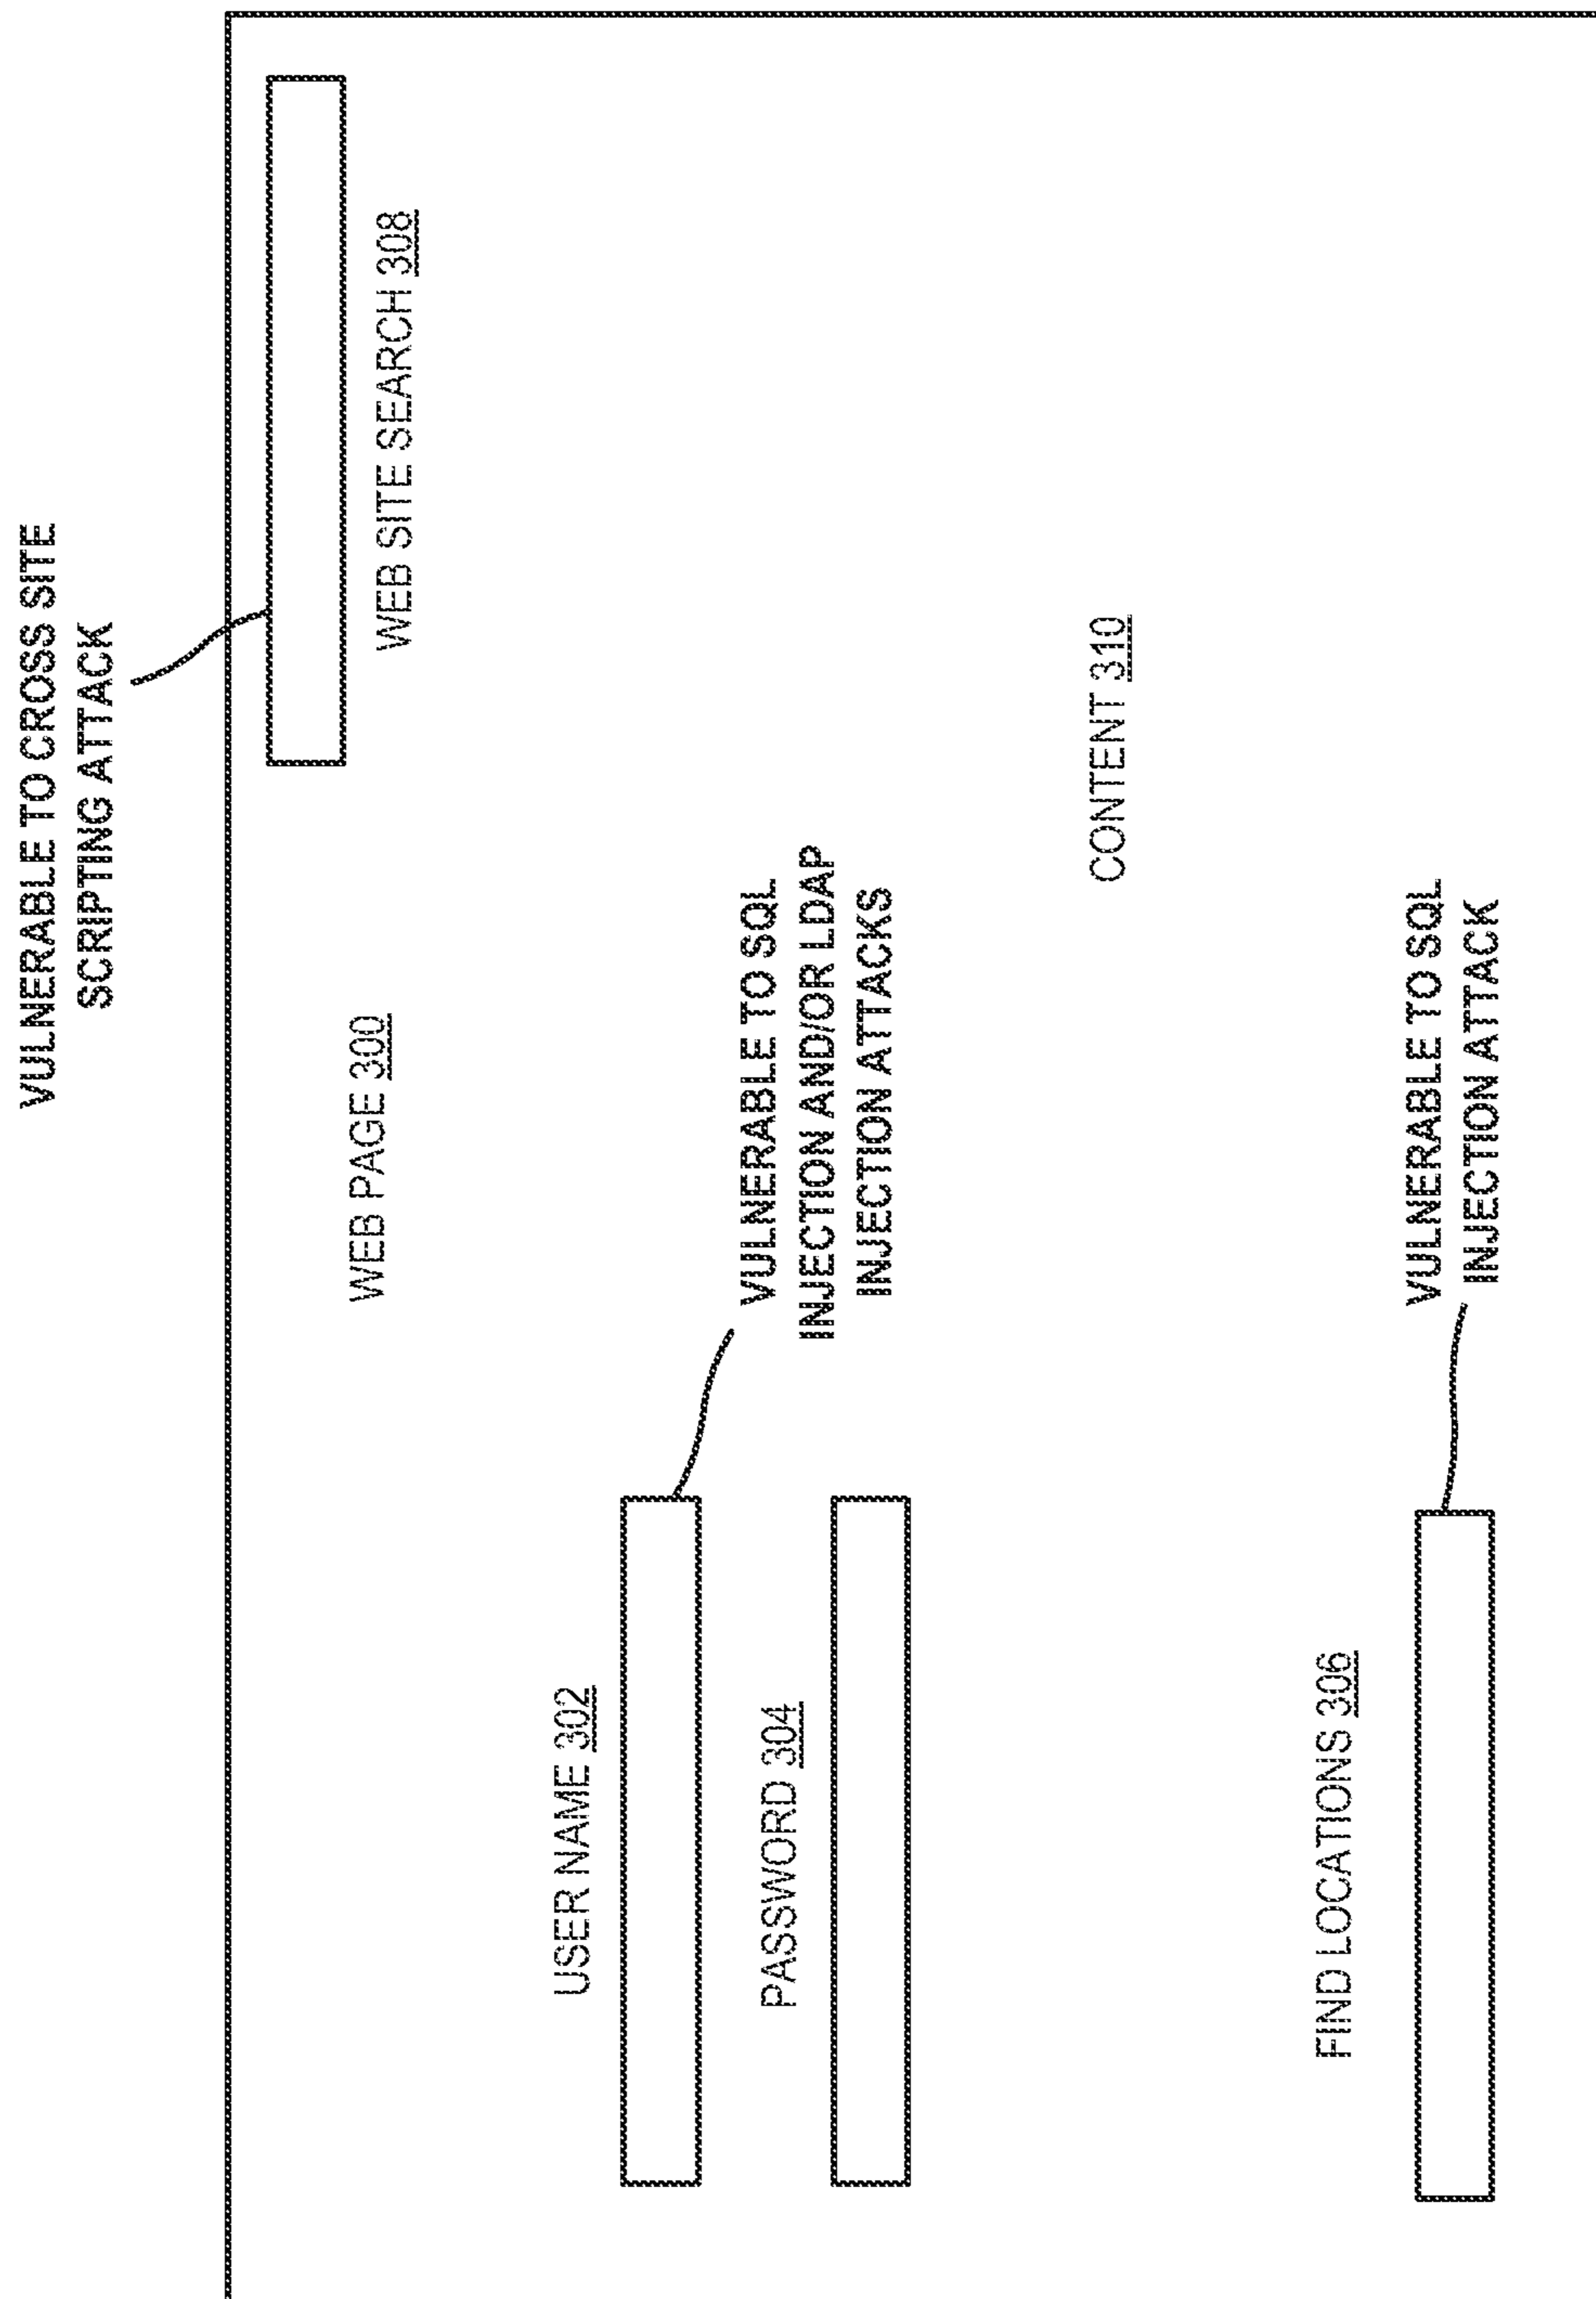 VULNERABLE TO CROSS SITE
SCRIPTING ATTACK
WEB PAGE 300
WEB SITE SEARCH 308
USER NAME 302
VULNERABLE TO SQL
INJECTION AND/OR LDAP
INJECTION ATTACKS
PASSWORD 304
CONTENT 310
FIND LOCATIONS 306
VULNERABLE TO SQL
INJECTION ATTACK